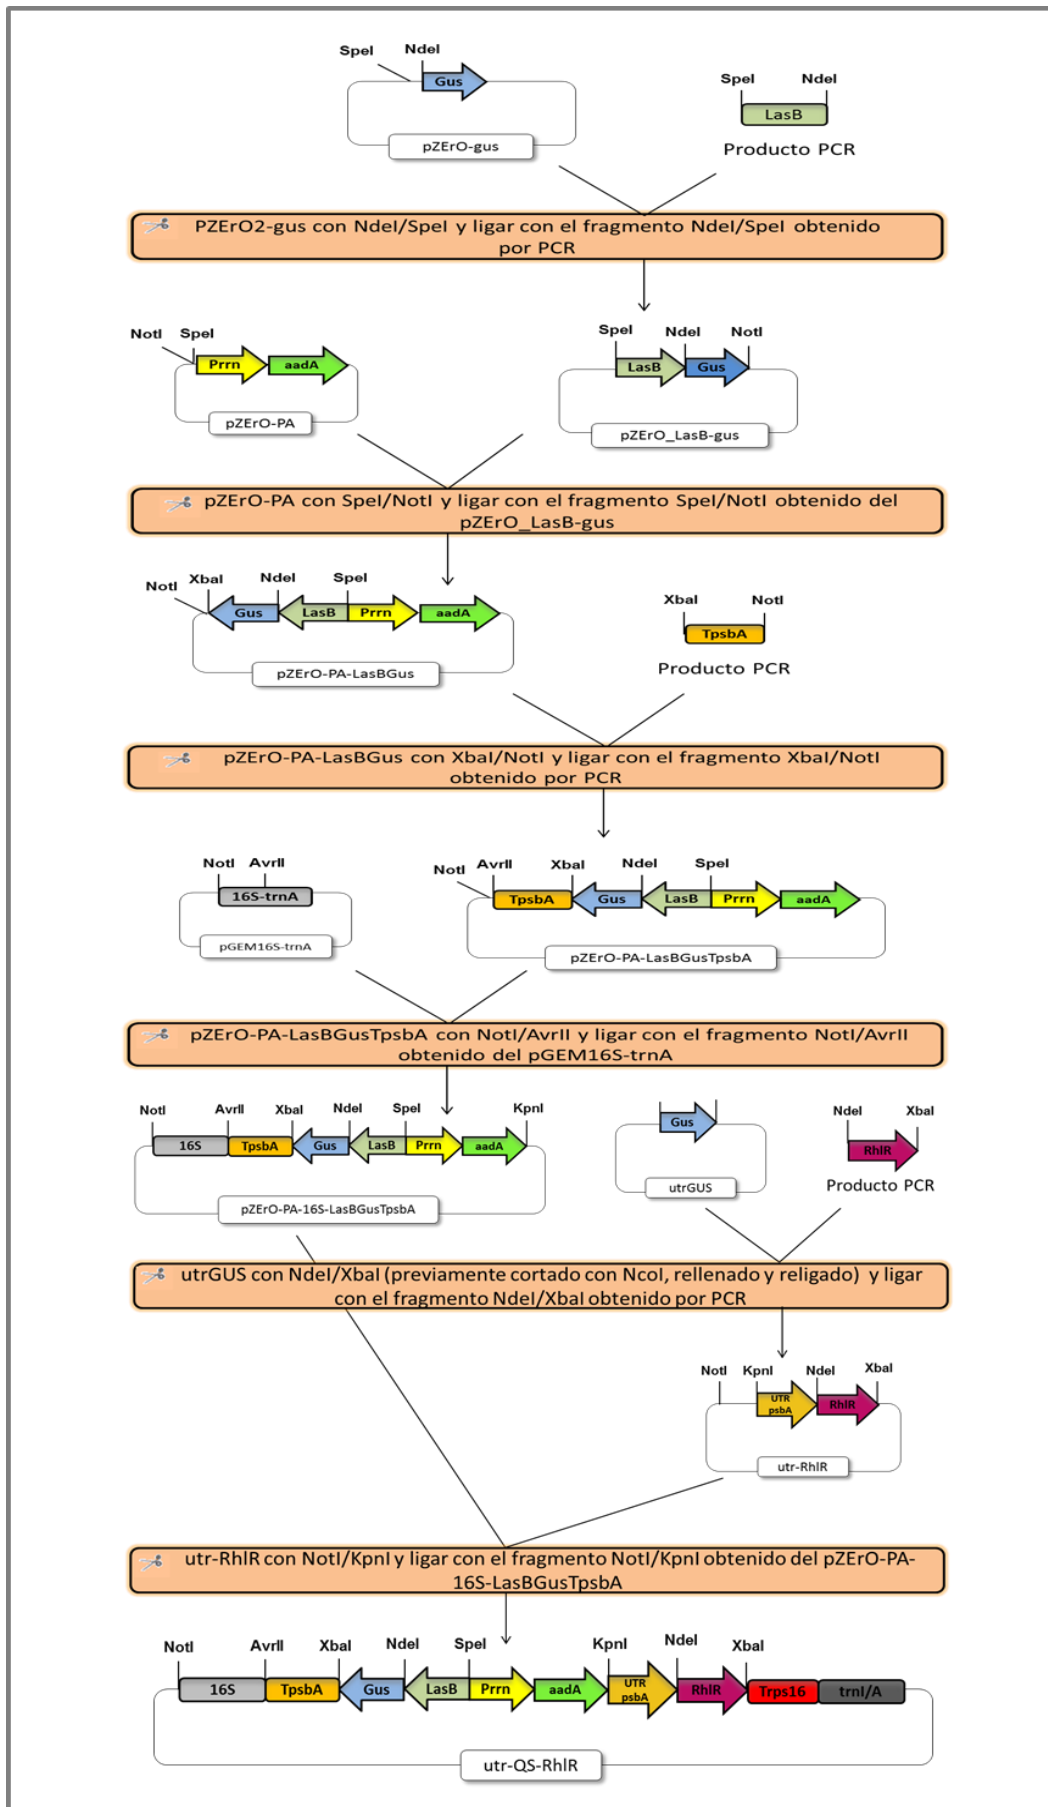 SpeI NdeI
Gus
pZErO-gus
SpeI NdeI
LasB
Producto PCR
PZErO2-gus con NdeI/SpeI y ligar con el fragmento NdeI/SpeI obtenido
por PCR
NotI SpeI
Prrn aadA
pZErO-PA
SpeI NdeI NotI
LasB Gus
pZErO_LasB-gus
pZErO-PA con SpeI/NotI y ligar con el fragmento SpeI/NotI obtenido del
pZErO_LasB-gus
NotI XbaI NdeI SpeI
Gus LasB Prrn aadA
pZErO-PA-LasBGus
XbaI NotI
TpsbA
Producto PCR
pZErO-PA-LasBGus con XbaI/NotI y ligar con el fragmento XbaI/NotI
obtenido por PCR
NotI AvrII
16S-trnA
pGEM16S-trnA
NotI AvrII XbaI NdeI SpeI
TpsbA Gus LasB Prrn aadA
pZErO-PA-LasBGusTpsbA
pZErO-PA-LasBGusTpsbA con NotI/AvrII y ligar con el fragmento NotI/AvrII
obtenido del pGEM16S-trnA
NotI AvrII XbaI NdeI SpeI KpnI
16S TpsbA Gus LasB Prrn aadA
pZErO-PA-16S-LasBGusTpsbA
Gus
utrGUS
NdeI XbaI
RhlR
Producto PCR
utrGUS con NdeI/XbaI (previamente cortado con NcoI, rellenado y religado) y ligar
con el fragmento NdeI/XbaI obtenido por PCR
NotI KpnI NdeI XbaI
UTR
psbA RhlR
utr-RhlR
utr-RhlR con NotI/KpnI y ligar con el fragmento NotI/KpnI obtenido del pZErO-PA-
16S-LasBGusTpsbA
NotI AvrII XbaI NdeI SpeI KpnI NdeI XbaI
16S TpsbA Gus LasB Prrn aadA UTR psbA RhlR Trps16 trnI/A
utr-QS-RhlR